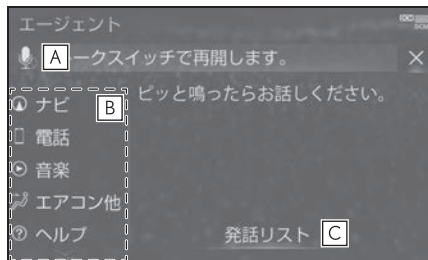 エージェント
DCM
A ークスイッチで再開します。
ピッと鳴ったらお話しください。
B
ナビ
電話
音楽
エアコン他
ヘルプ
発話リスト C